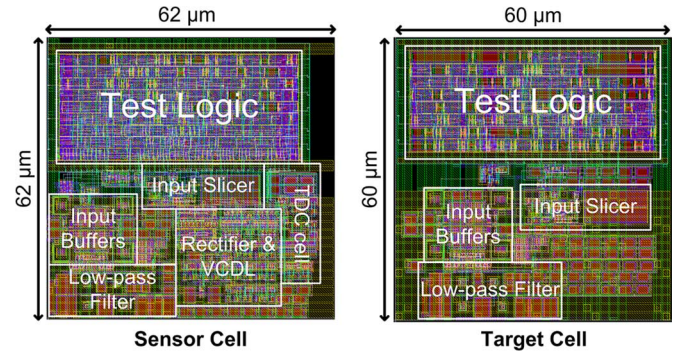 62 µm
60 µm
62 µm
Test Logic
Input Slicer
TDC cell
Input
Buffers
Rectifier &
VCDL
Low-pass
Filter
Sensor Cell
60 µm
Test Logic
Input
Buffers
Input Slicer
Low-pass Filter
Target Cell